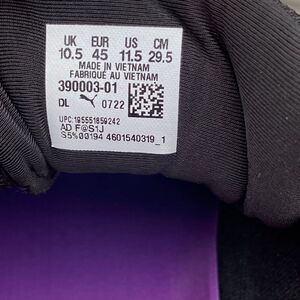 UK EUR US CM
10.5 45 11.5 29.5
MADE IN VIETNAM
FABRIQUÉ AU VIETNAM
390003-01
DL 0722
UPC:195551859242
AD F@S1J
S5%00194 4601540319_1